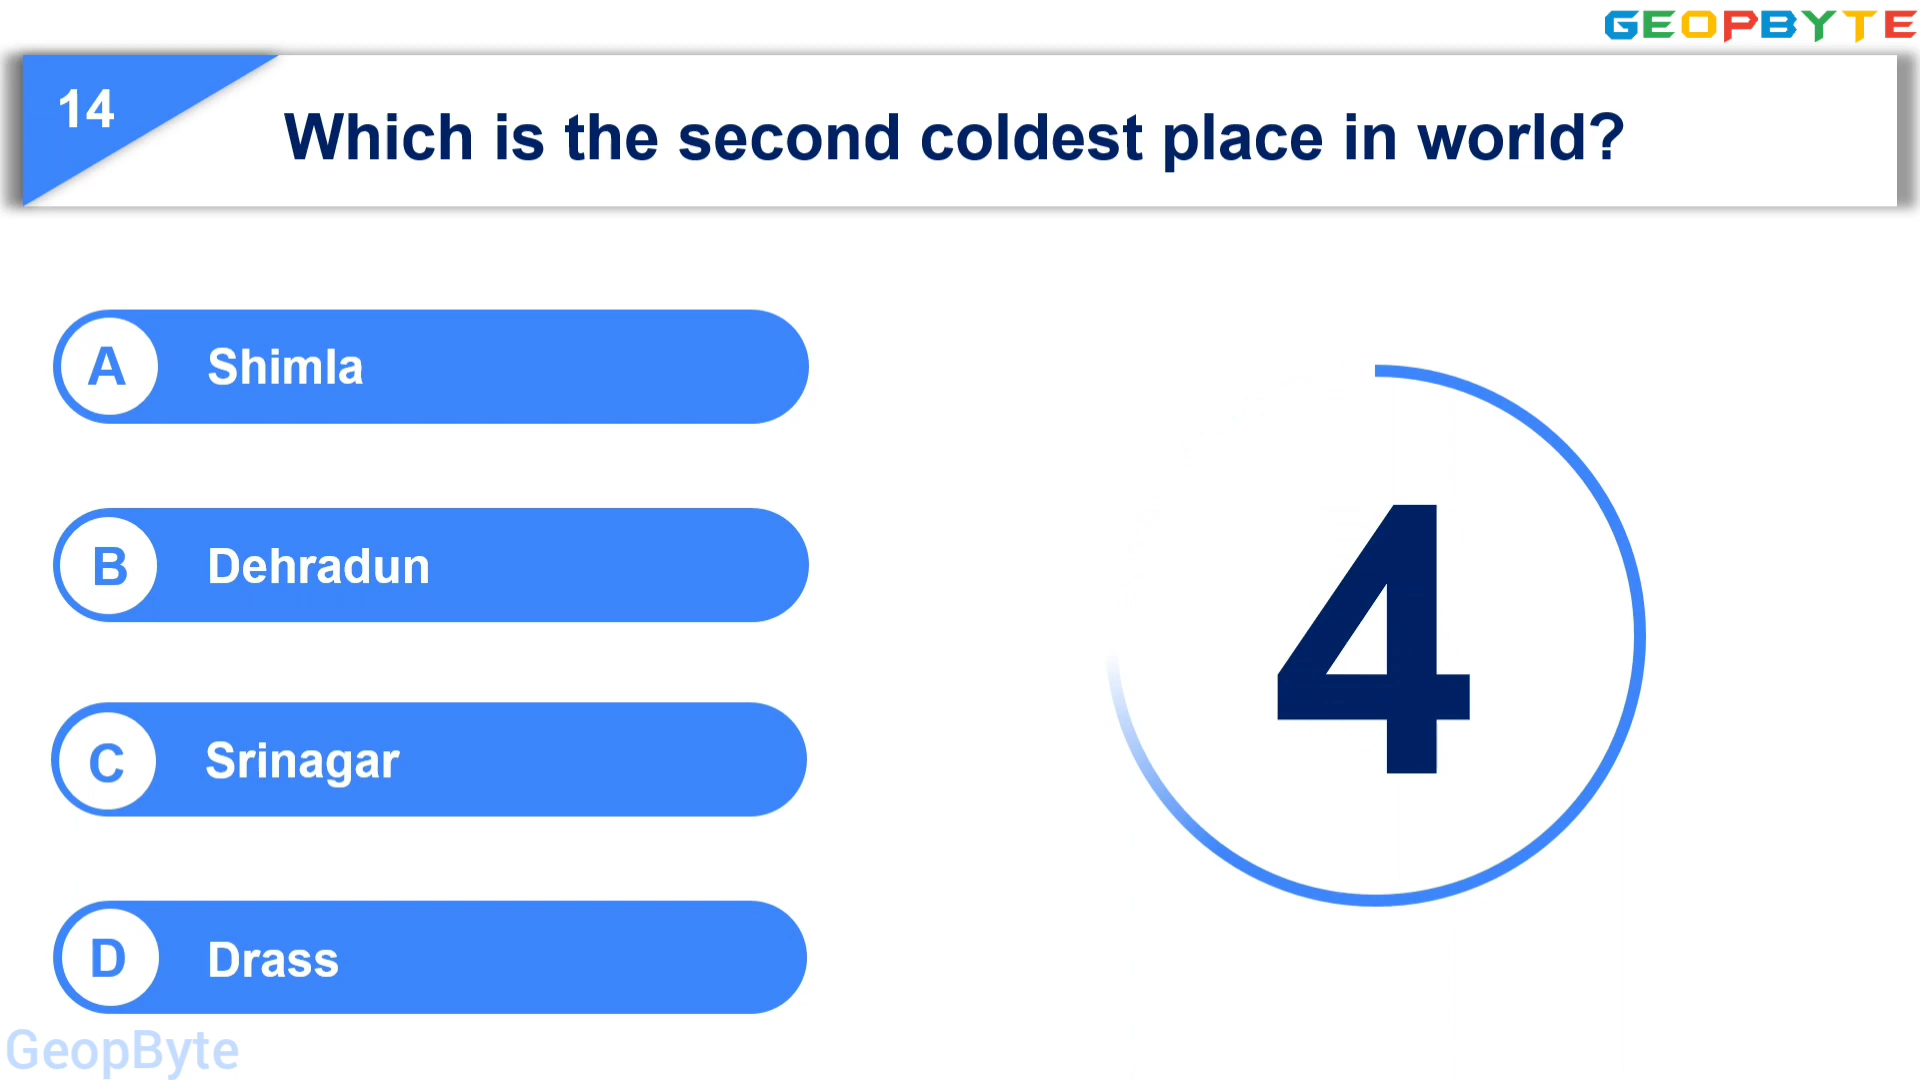 GEOPBYTE
14
Which is the second coldest place in world?
A Shimla
B Dehradun
C Srinagar
D Drass
4
GeopByte